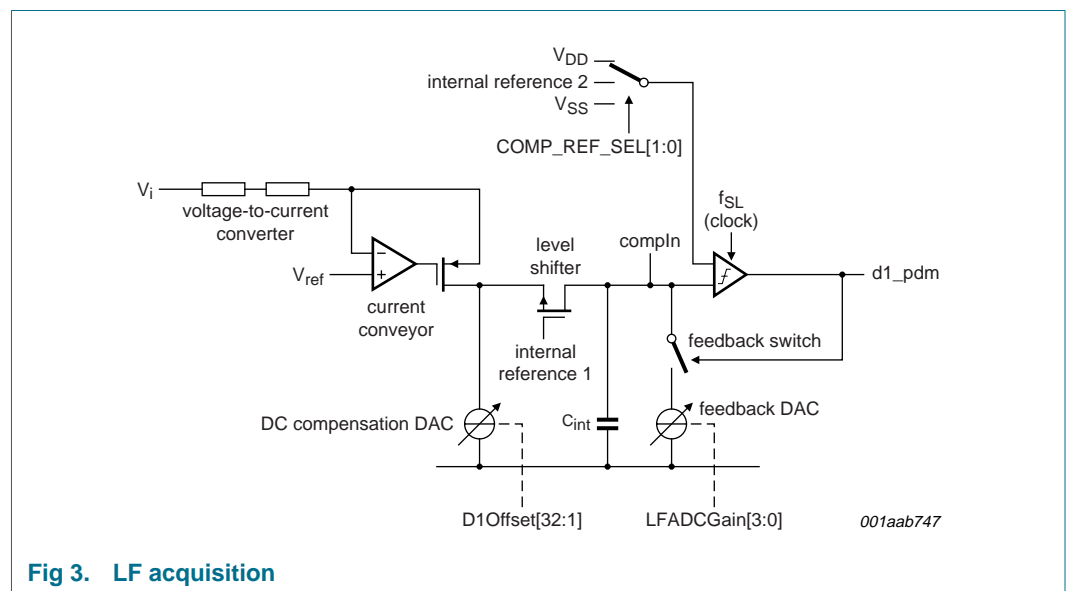 VDD
internal reference 2
VSS
COMP_REF_SEL[1:0]
fSL
(clock)
Vi
voltage-to-current
converter
level
shifter
compIn
d1_pdm
Vref
current
conveyor
internal
reference 1
feedback switch
DC compensation DAC
Cint
feedback DAC
D1Offset[32:1]
LFADCGain[3:0]
001aab747
Fig 3. LF acquisition